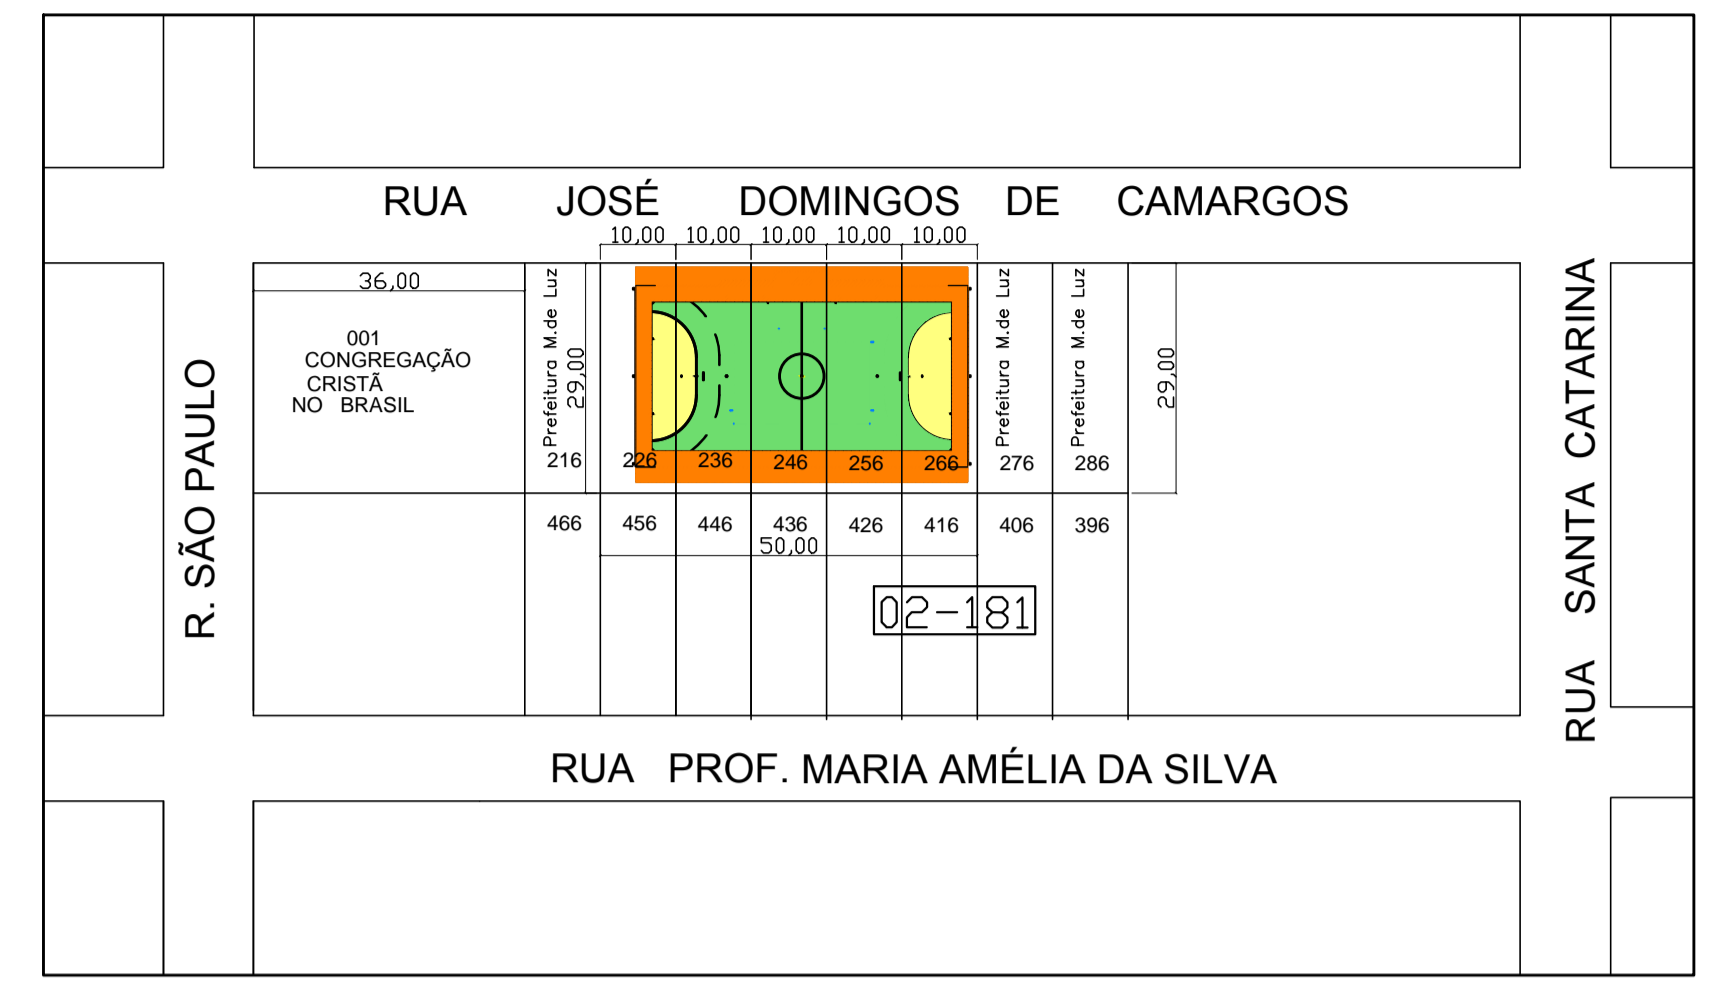 RUA JOSÉ DOMINGOS DE CAMARGOS
10,00 10,00 10,00 10,00 10,00
36,00
001
CONGREGAÇÃO
CRISTÃ
NO BRASIL
Prefeitura M.de Luz
29,00
Prefeitura M.de Luz
Prefeitura M.de Luz
29,00
216 226 236 246 256 266 276 286
466 456 446 436 426 416 406 396
50,00
02-181
R. SÃO PAULO
RUA SANTA CATARINA
RUA PROF. MARIA AMÉLIA DA SILVA